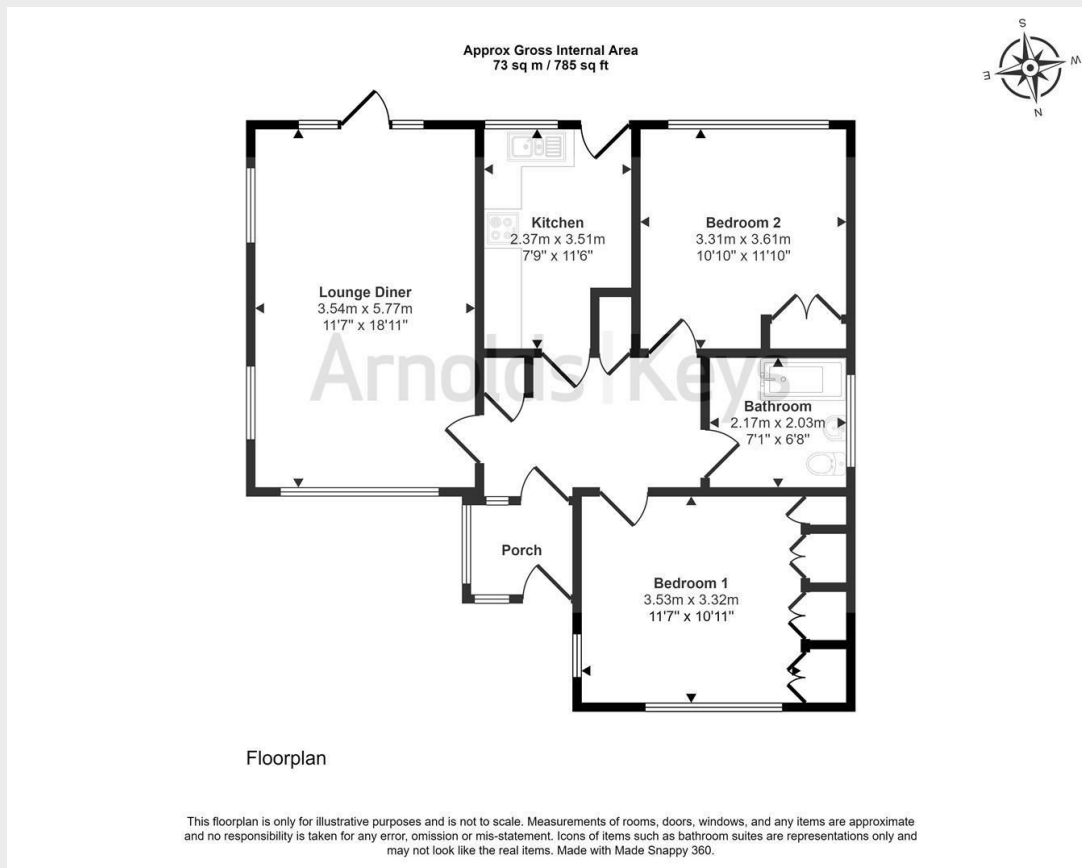 Approx Gross Internal Area
73 sq m / 785 sq ft
S
W
E
N
Kitchen
2.37m x 3.51m
7'9" x 11'6"
Bedroom 2
3.31m x 3.61m
10'10" x 11'10"
Lounge Diner
3.54m x 5.77m
11'7" x 18'11"
Arnolds | Keys
Bathroom
2.17m x 2.03m
7'1" x 6'8"
Porch
Bedroom 1
3.53m x 3.32m
11'7" x 10'11"
Floorplan
This floorplan is only for illustrative purposes and is not to scale. Measurements of rooms, doors, windows, and any items are approximate
and no responsibility is taken for any error, omission or mis-statement. Icons of items such as bathroom suites are representations only and
may not look like the real items. Made with Made Snappy 360.